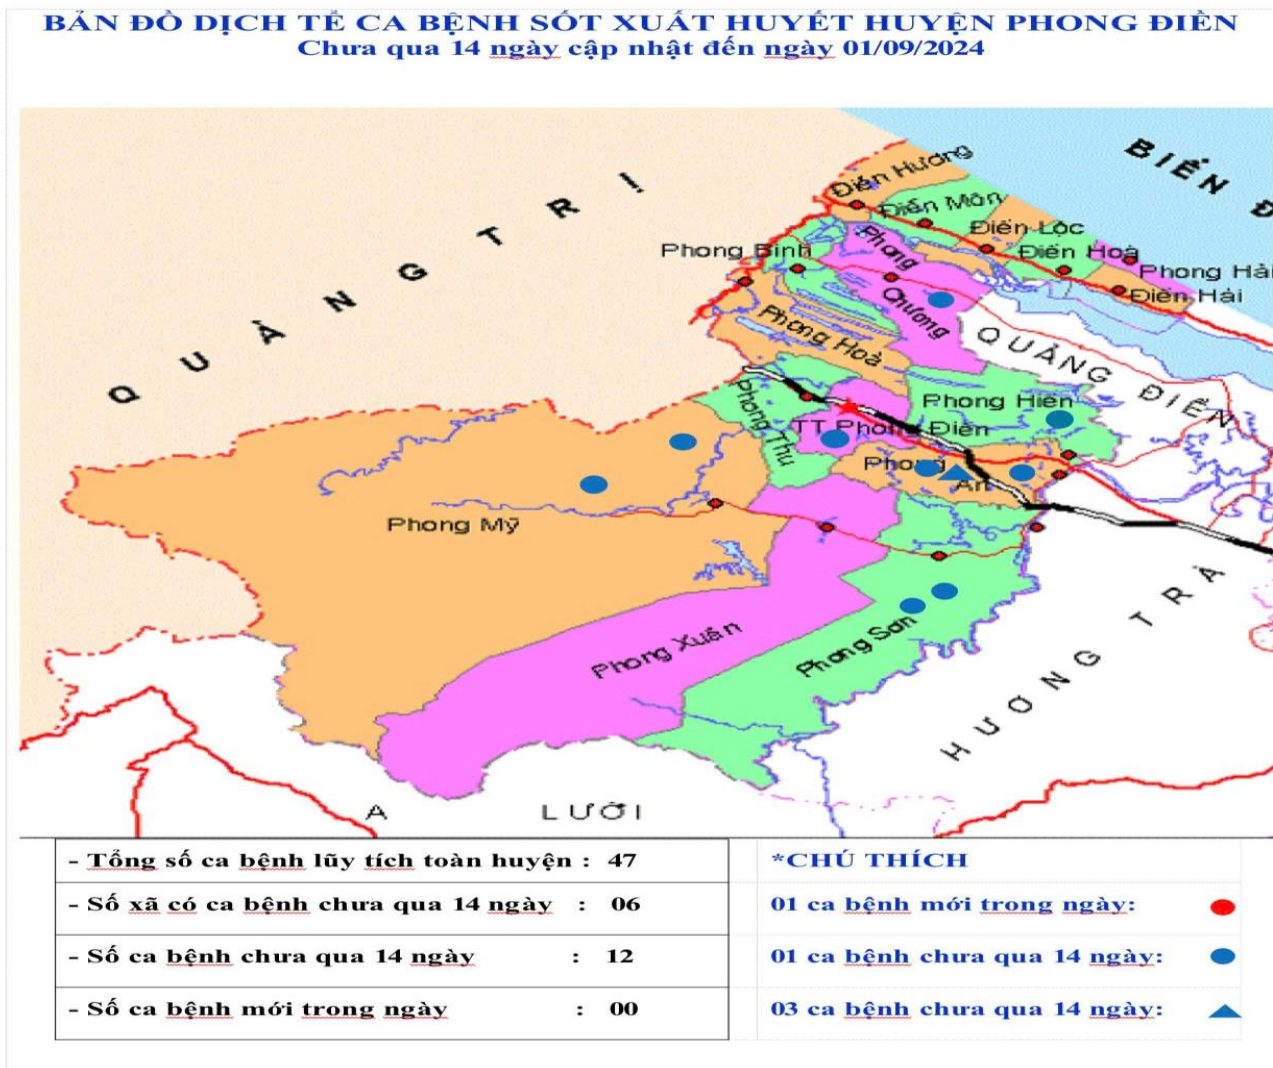 BẢN ĐỒ DỊCH TỄ CA BỆNH SỐT XUẤT HUYẾT HUYỆN PHONG ĐIỀN
Chưa qua 14 ngày cập nhật đến ngày 01/09/2024
BIỂN Đ
QUẢNG TRỊ
Điền Hương
Điền Môn
Điền Lộc
Điền Hoà
Phong Hải
Điền Hải
Phong Bình
Phong Chương
Phong Hoà
QUẢNG ĐIỀN
Phong Hiền
TT Phong Điền
Phong Thu
Phong An
Phong Mỹ
Phong Xuân
Phong Sơn
HƯƠNG TRÀ
A LƯỚI
- Tổng số ca bệnh lũy tích toàn huyện : 47
- Số xã có ca bệnh chưa qua 14 ngày : 06
- Số ca bệnh chưa qua 14 ngày : 12
- Số ca bệnh mới trong ngày : 00
*CHÚ THÍCH
01 ca bệnh mới trong ngày:
01 ca bệnh chưa qua 14 ngày:
03 ca bệnh chưa qua 14 ngày: